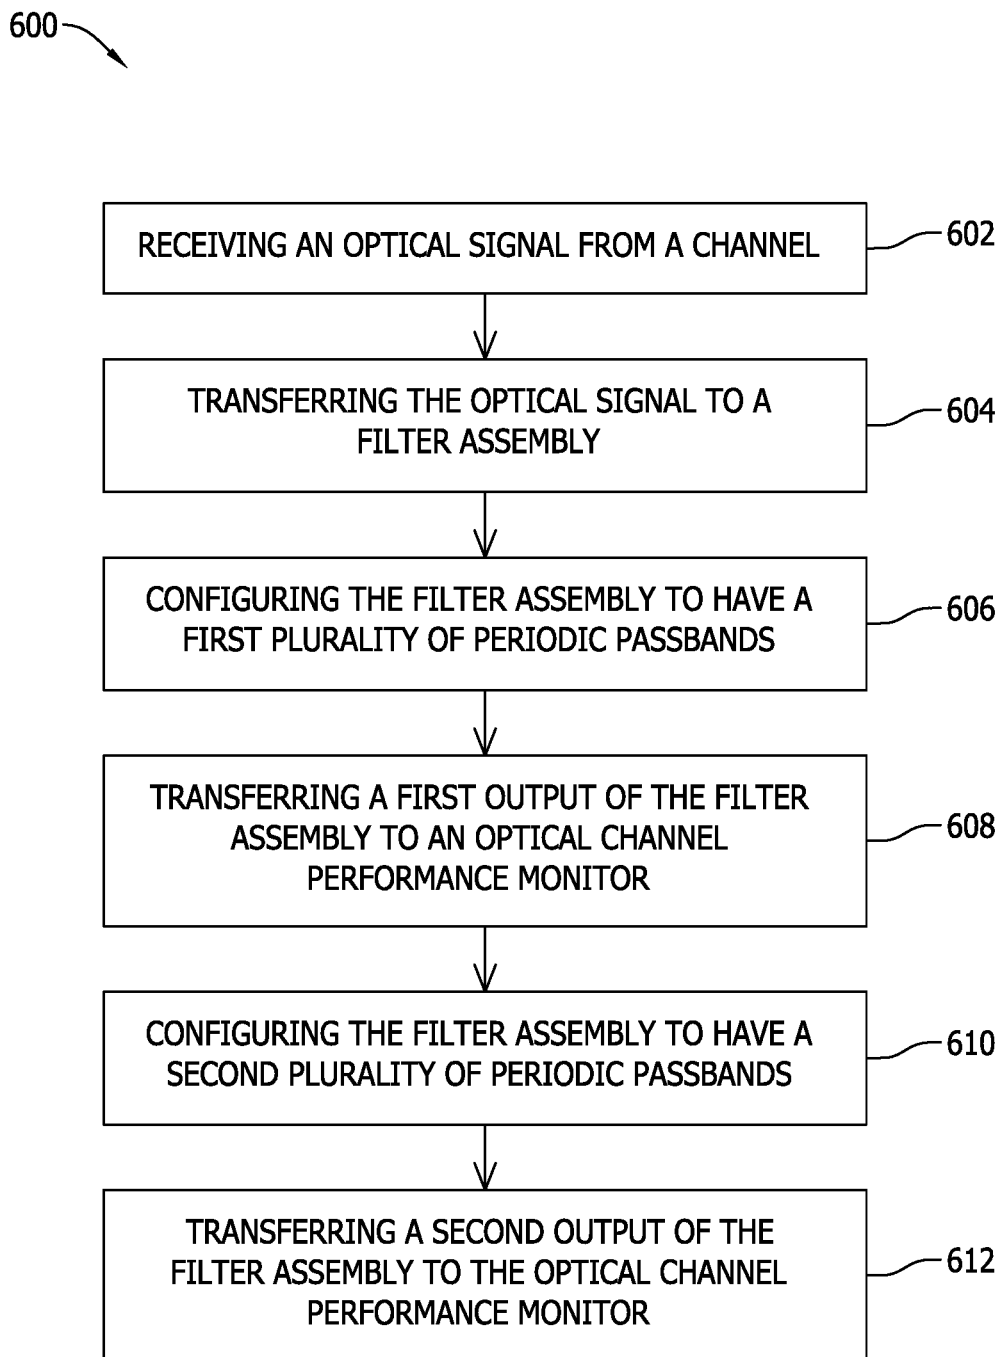 600
RECEIVING AN OPTICAL SIGNAL FROM A CHANNEL
602
TRANSFERRING THE OPTICAL SIGNAL TO A
FILTER ASSEMBLY
604
CONFIGURING THE FILTER ASSEMBLY TO HAVE A
FIRST PLURALITY OF PERIODIC PASSBANDS
606
TRANSFERRING A FIRST OUTPUT OF THE FILTER
ASSEMBLY TO AN OPTICAL CHANNEL
PERFORMANCE MONITOR
608
CONFIGURING THE FILTER ASSEMBLY TO HAVE A
SECOND PLURALITY OF PERIODIC PASSBANDS
610
TRANSFERRING A SECOND OUTPUT OF THE
FILTER ASSEMBLY TO THE OPTICAL CHANNEL
PERFORMANCE MONITOR
612